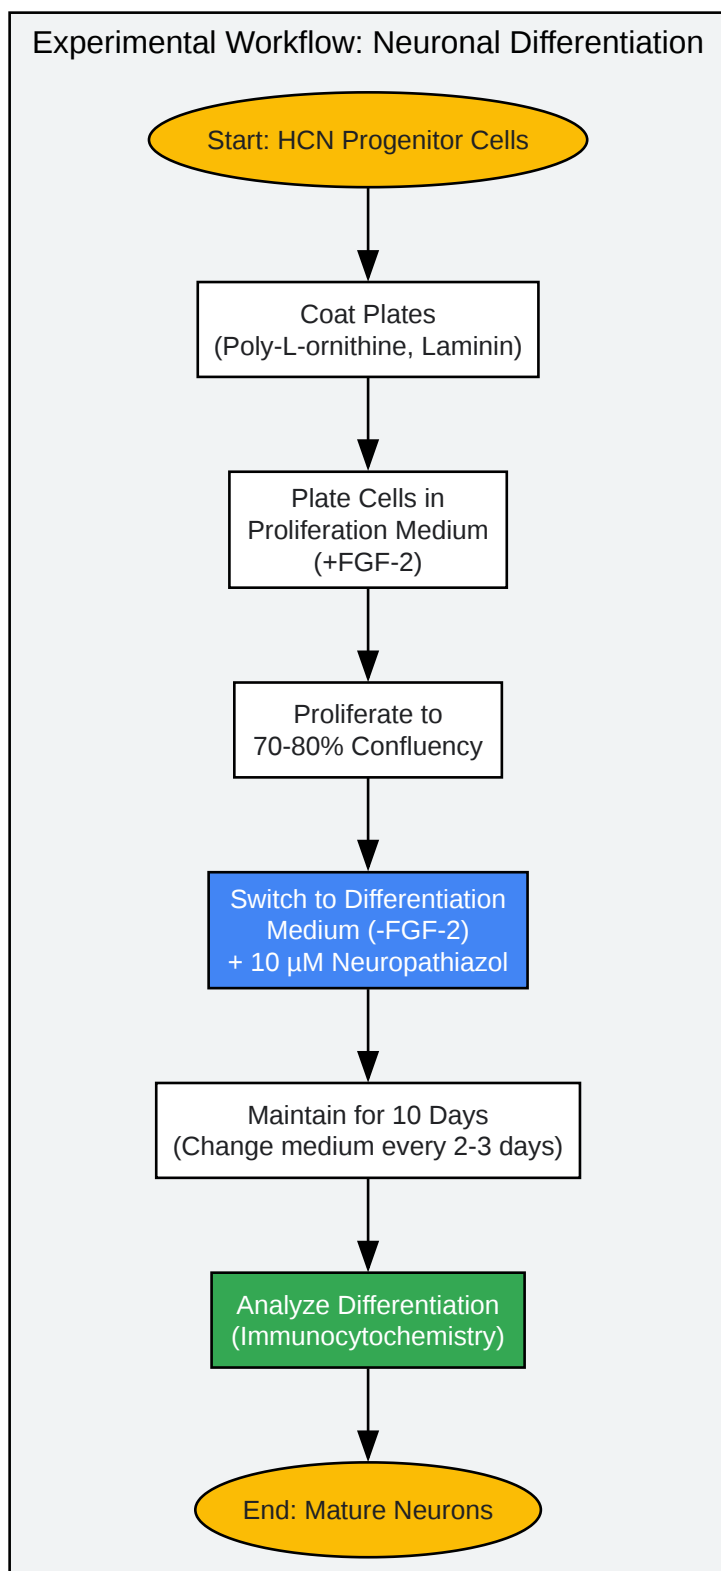 Experimental Workflow: Neuronal Differentiation
Start: HCN Progenitor Cells
Coat Plates
(Poly-L-ornithine, Laminin)
Plate Cells in
Proliferation Medium
(+FGF-2)
Proliferate to
70-80% Confluency
Switch to Differentiation
Medium (-FGF-2)
+ 10 µM Neuropathiazol
Maintain for 10 Days
(Change medium every 2-3 days)
Analyze Differentiation
(Immunocytochemistry)
End: Mature Neurons